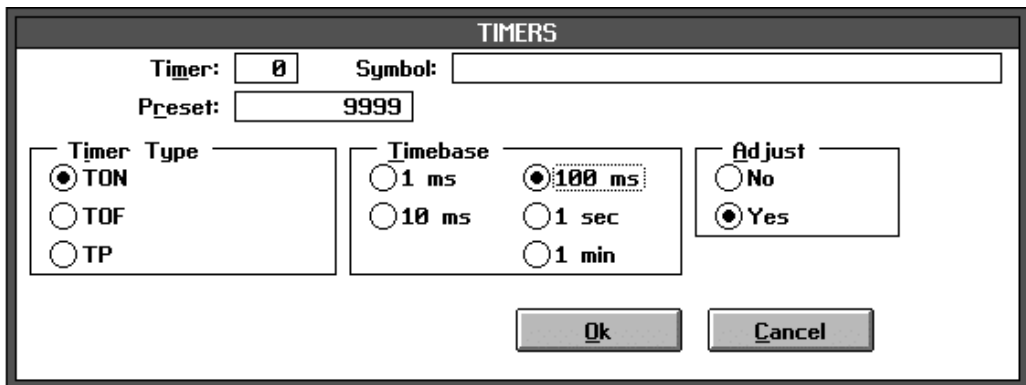 TIMERS
Timer: 0 Symbol:
Preset: 9999
Timer Type Timebase Adjust
TON 1 ms 100 ms No
TOF 10 ms 1 sec Yes
TP 1 min
Ok Cancel